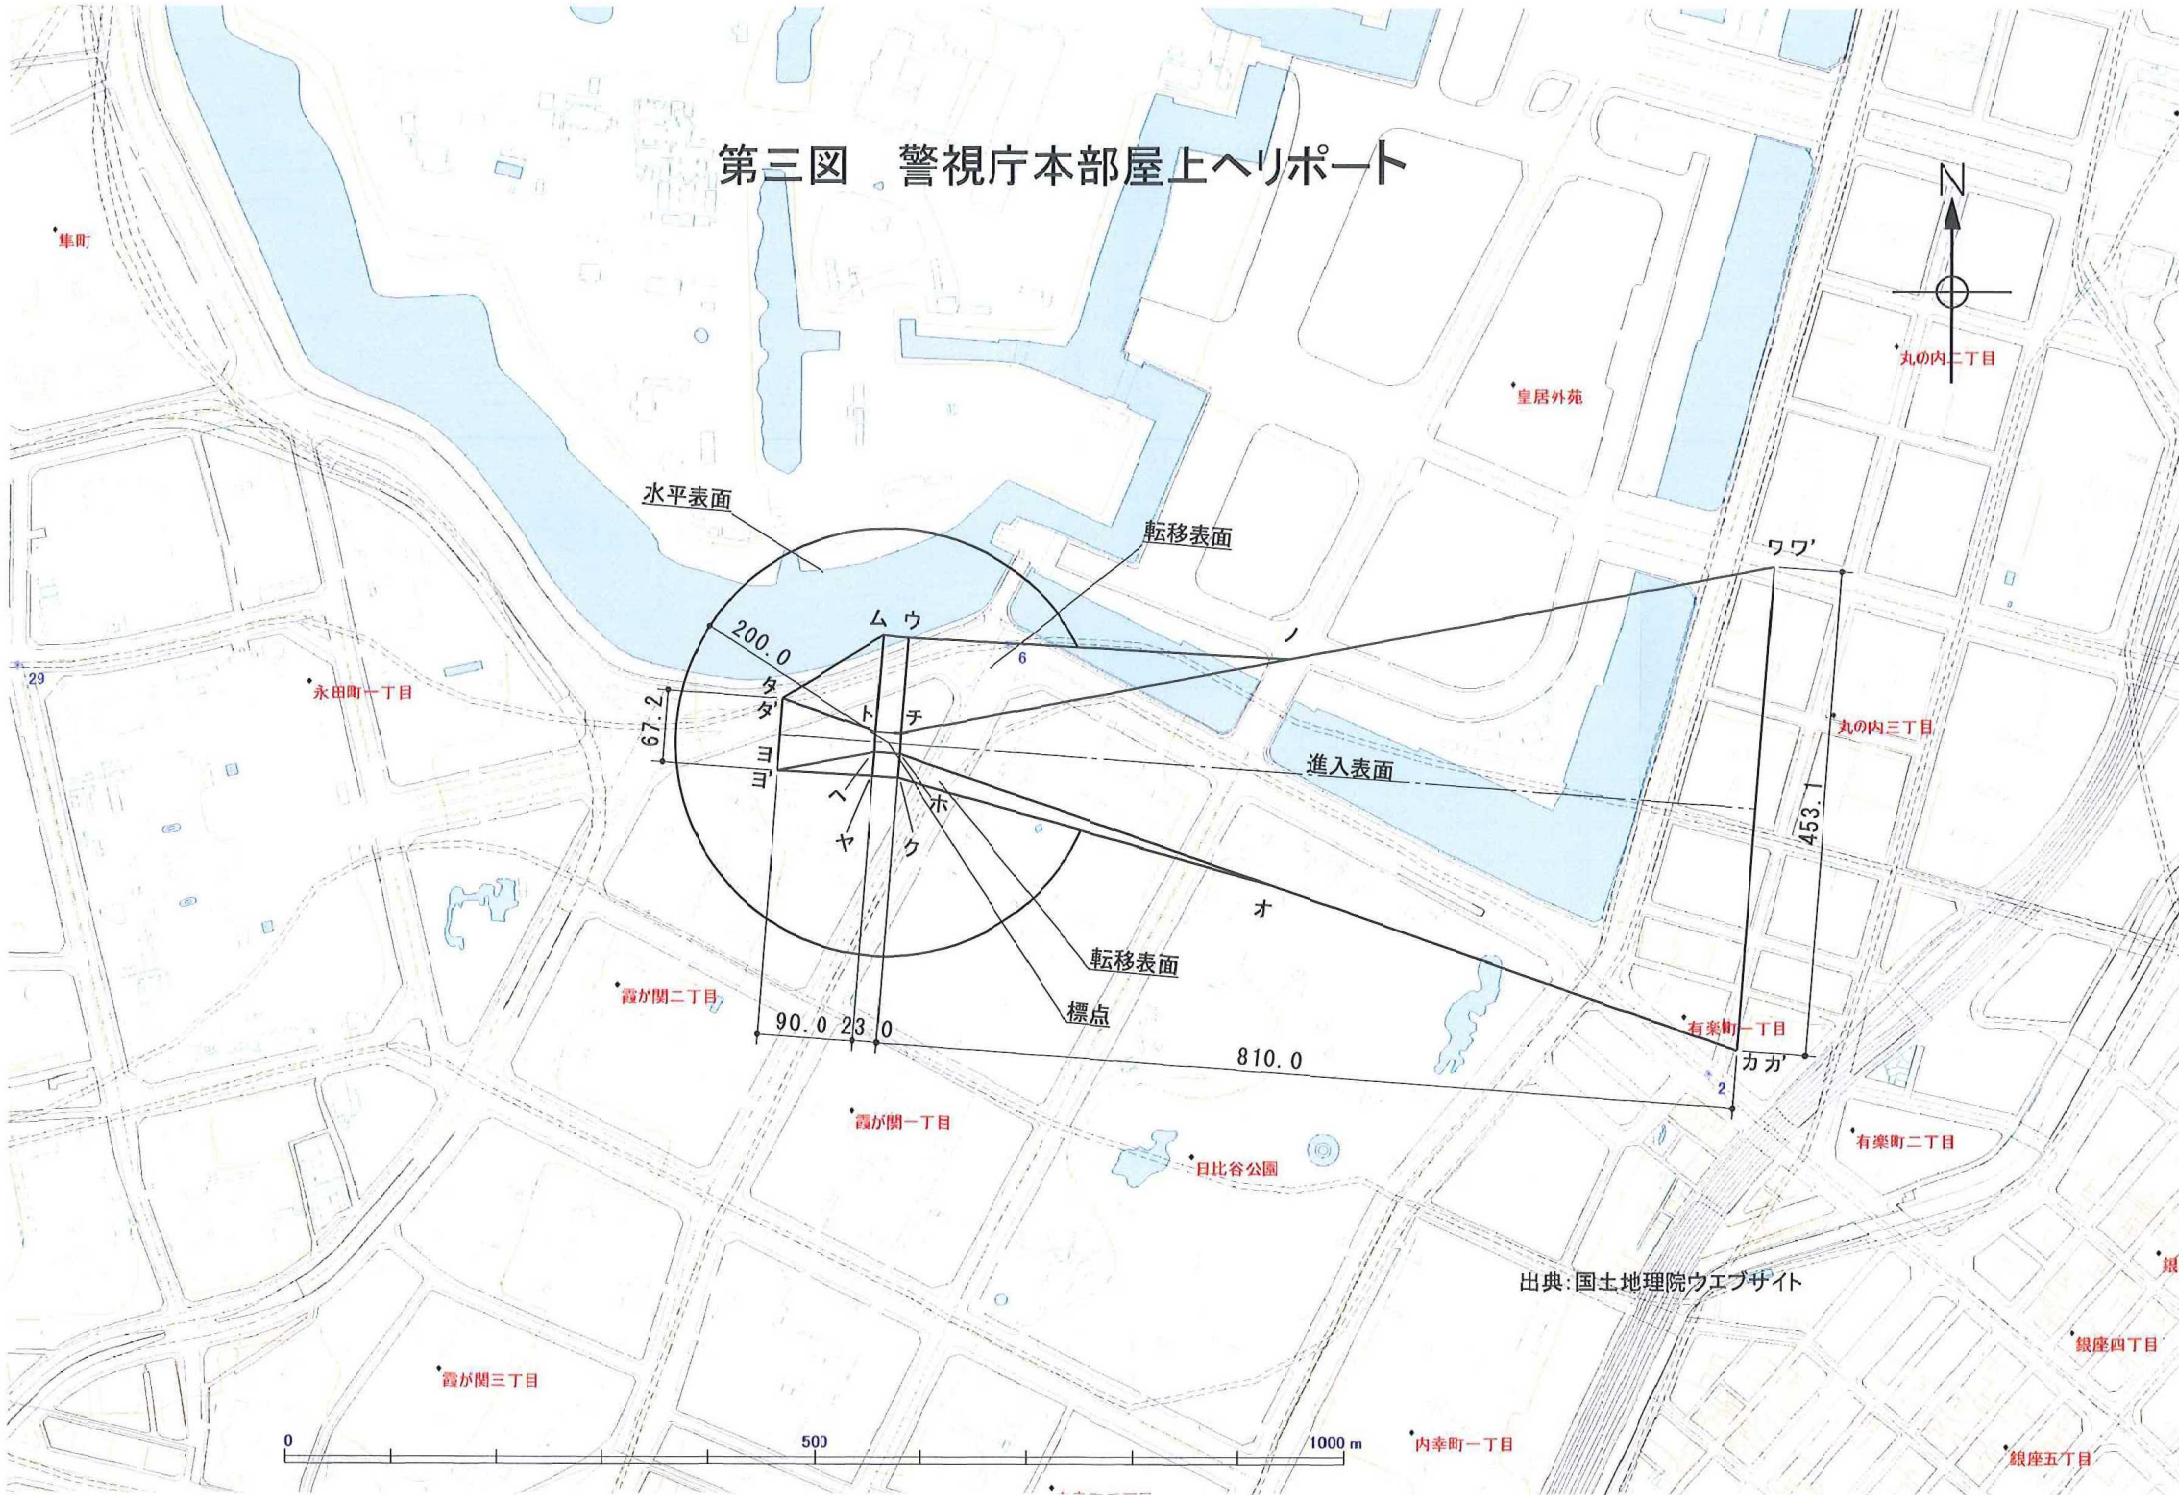 第三図　警視庁本部屋上ヘリポート
N
隼町
丸の内二丁目
皇居外苑
水平表面
転移表面
ワワ'
ム ウ
ノ
200.0
6
29
永田町一丁目
タ
タ'
67.2
ト
チ
丸の内三丁目
ヨ
ヨ'
進入表面
ヘ
ホ
453.1
ヤ
ク
オ
転移表面
標点
霞が関二丁目
90.0 23.0
有楽町一丁目
810.0
カカ'
2
霞が関一丁目
有楽町二丁目
日比谷公園
出典:国土地理院ウエブサイト
銀座四丁目
霞が関三丁目
0
500
1000 m
内幸町一丁目
銀座五丁目